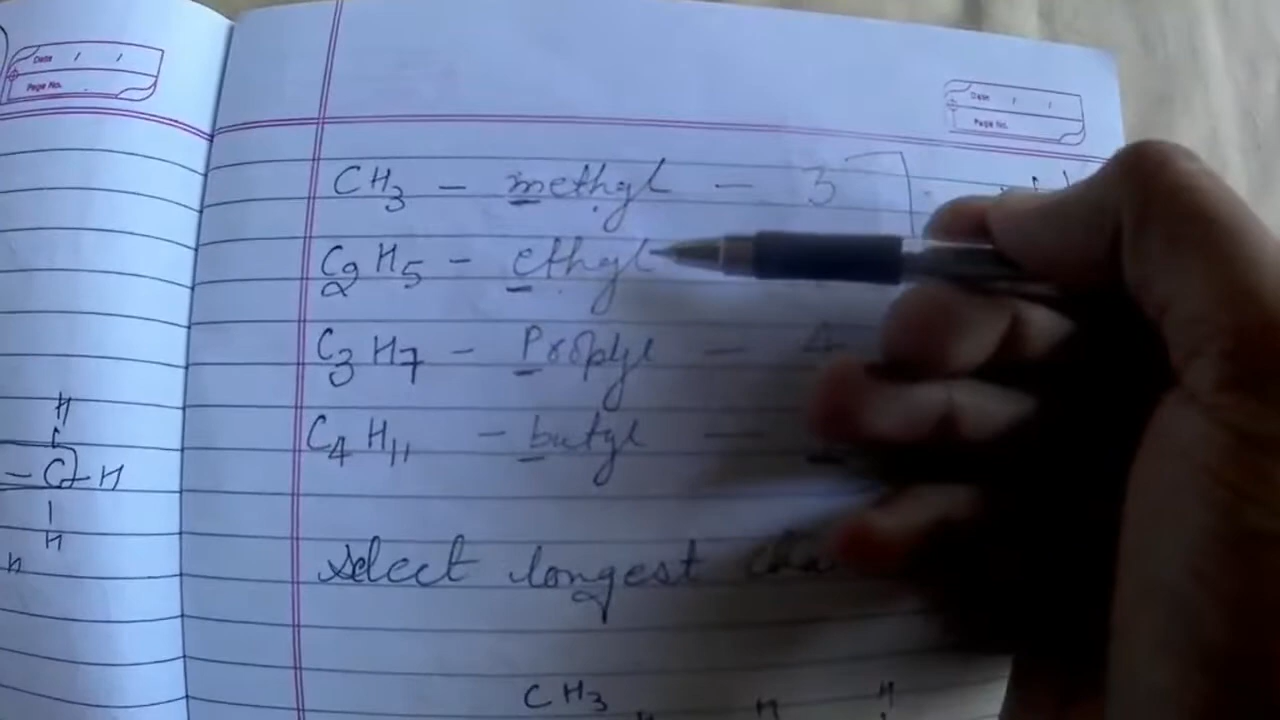 Date / /
Page No.
Date / /
Page No.
CH3 - methyl - 3
C2H5 - ethyl
C3H7 - Propyl - 4
C4H11 - butyl -
select longest
CH3
H
H
H
- C - H
H
H